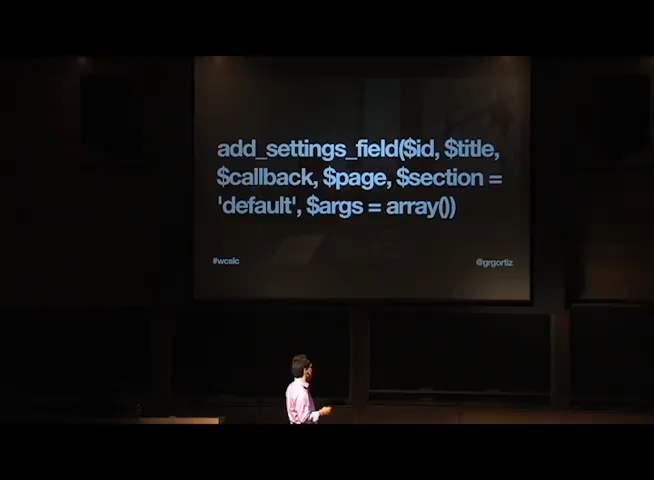 add_settings_field($id, $title,
$callback, $page, $section =
'default', $args = array())
#wcslc
@grgortiz